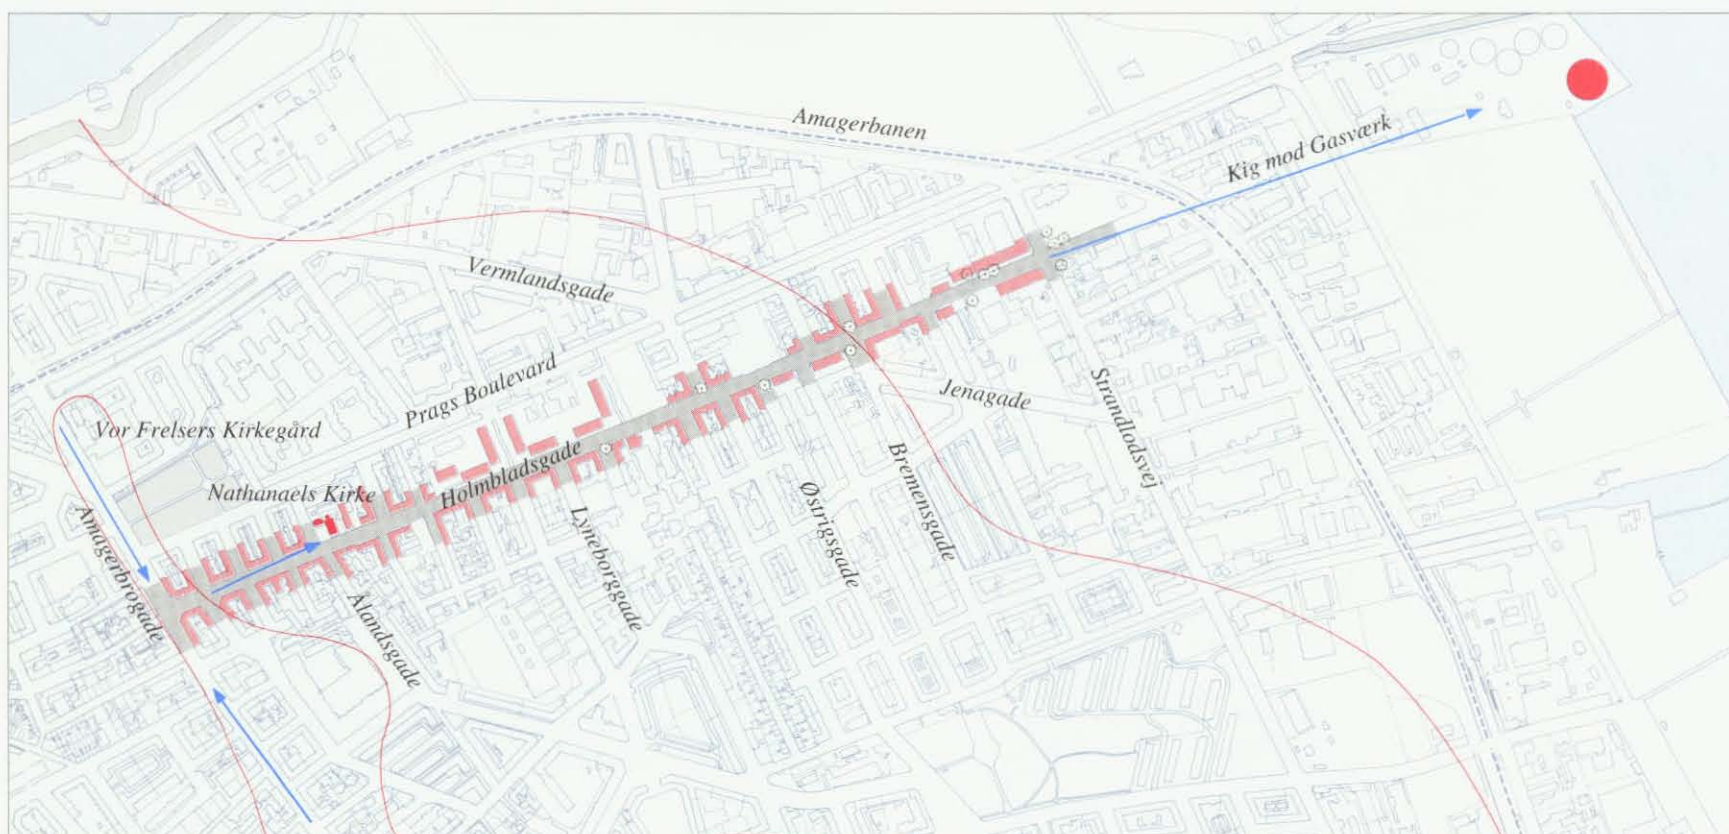 Amagerbanen
Kig mod Gasværk
Vermlandsgade
Prags Boulevard
Jenagade
Strandlodsvej
Vor Frelsers Kirkegård
Holmbladsgade
Bremensgade
Nathanaels Kirke
Østrigsgade
Lyneborggade
Amagerbrogade
Ålandsgade